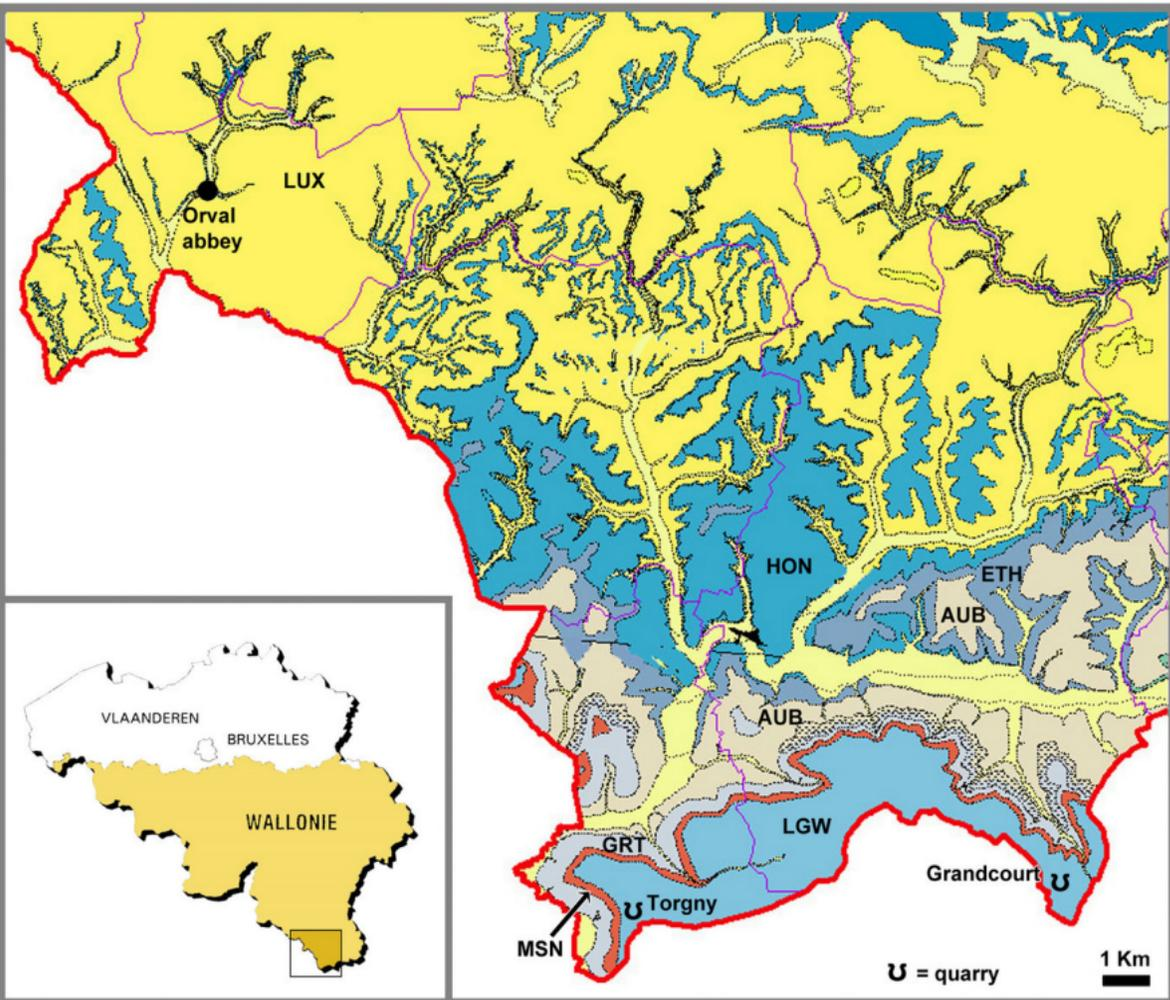 LUX
Orval
abbey
HON
ETH
AUB
AUB
LGW
GRT
Grandcourt
Torgny
MSN
= quarry
1 Km
VLAANDEREN
BRUXELLES
WALLONIE